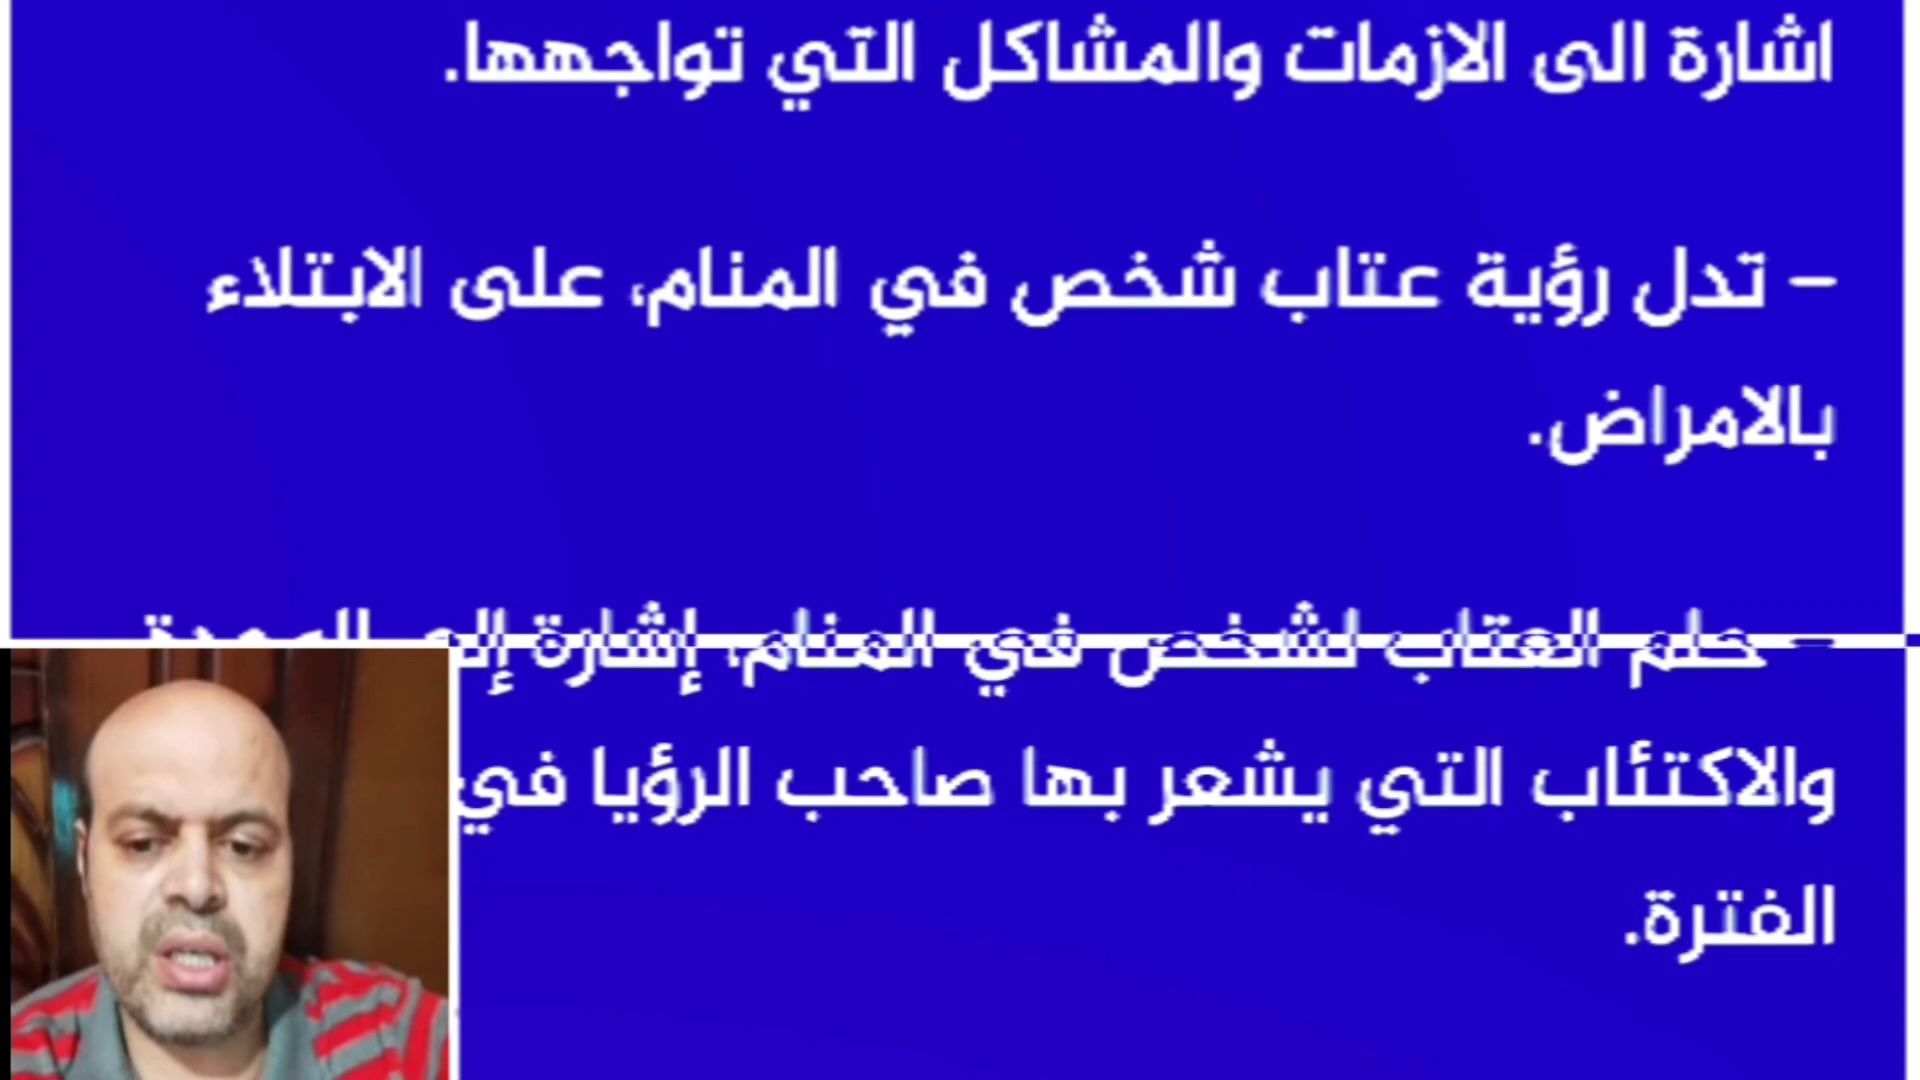 اشارة الى الازمات والمشاكل التي تواجهها.
– تدل رؤية عتاب شخص في المنام، على الابتلاء
بالامراض.
– حلم العتاب لشخص في المنام، إشارة إلى
والاكتئاب التي يشعر بها صاحب الرؤيا في
الفترة.